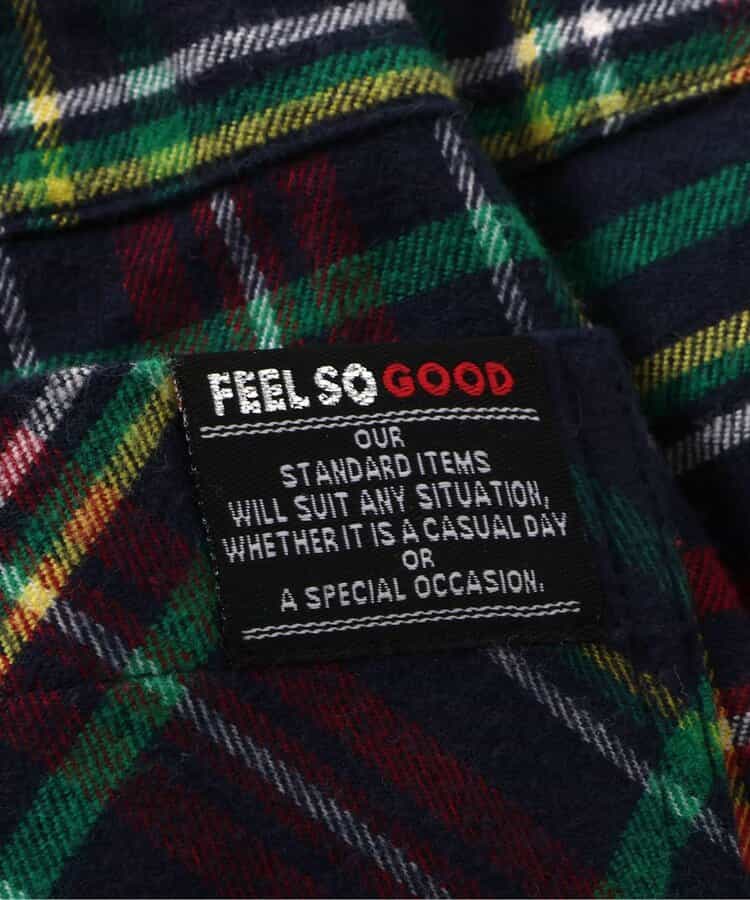 FEEL SO GOOD
OUR
STANDARD ITEMS
WILL SUIT ANY SITUATION,
WHETHER IT IS A CASUAL DAY
OR
A SPECIAL OCCASION.